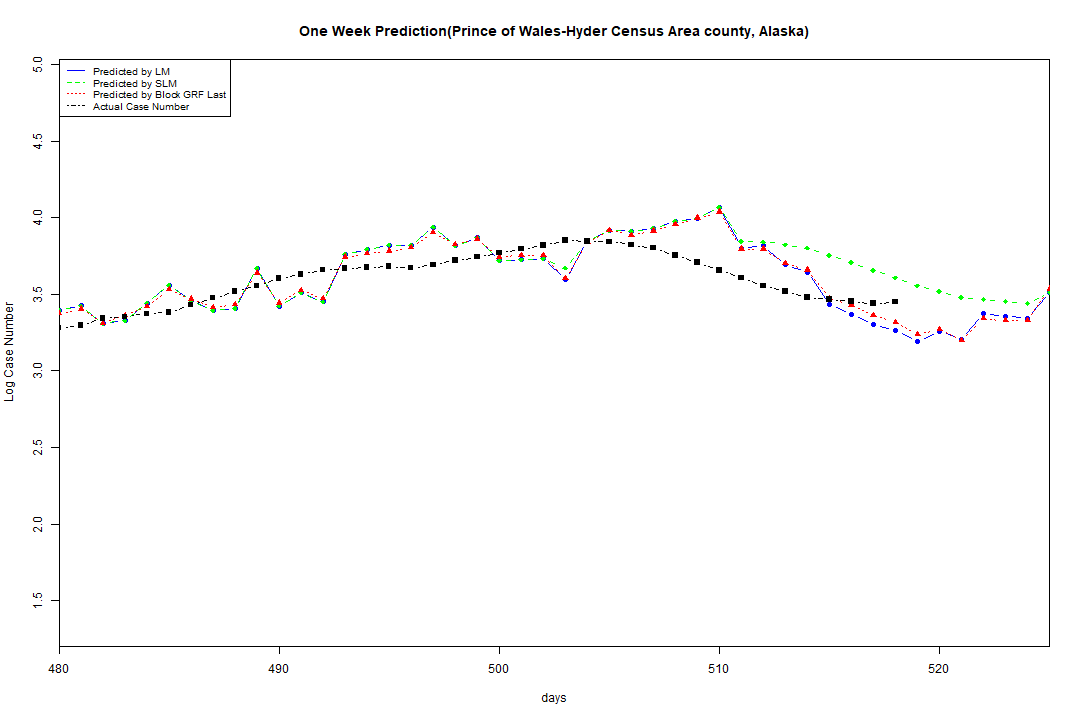 One Week Prediction(Prince of Wales-Hyder Census Area county, Alaska)
Predicted by LM
Predicted by SLM
Predicted by Block GRF Last
Actual Case Number
Log Case Number
5.0
4.5
4.0
3.5
3.0
2.5
2.0
1.5
480 490 500 510 520
days